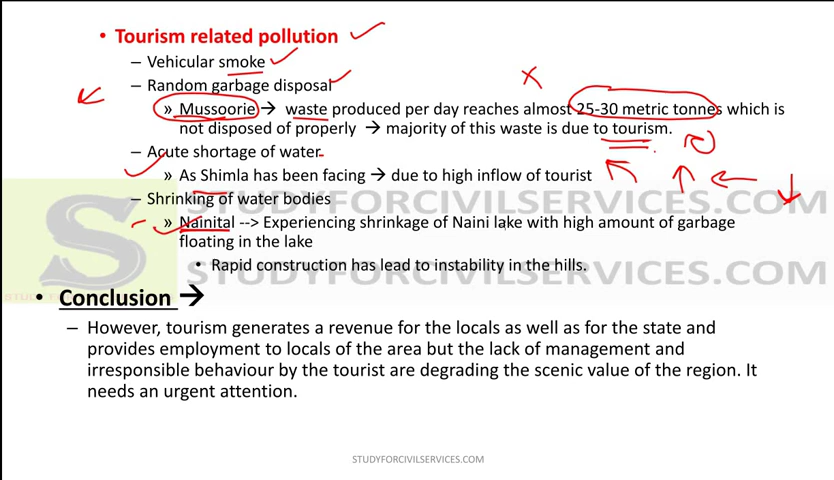 • Tourism related pollution
– Vehicular smoke
– Random garbage disposal
» Mussoorie → waste produced per day reaches almost 25-30 metric tonnes which is
not disposed of properly → majority of this waste is due to tourism.
– Acute shortage of water
» As Shimla has been facing → due to high inflow of tourist
– Shrinking of water bodies
STUDYFORCIVILSERVICES.COM
» Nainital --> Experiencing shrinkage of Naini lake with high amount of garbage
floating in the lake
• Rapid construction has lead to instability in the hills.
STUDYFORCIVILSERVICES.COM
• Conclusion →
– However, tourism generates a revenue for the locals as well as for the state and
provides employment to locals of the area but the lack of management and
irresponsible behaviour by the tourist are degrading the scenic value of the region. It
needs an urgent attention.
STUDYFORCIVILSERVICES.COM